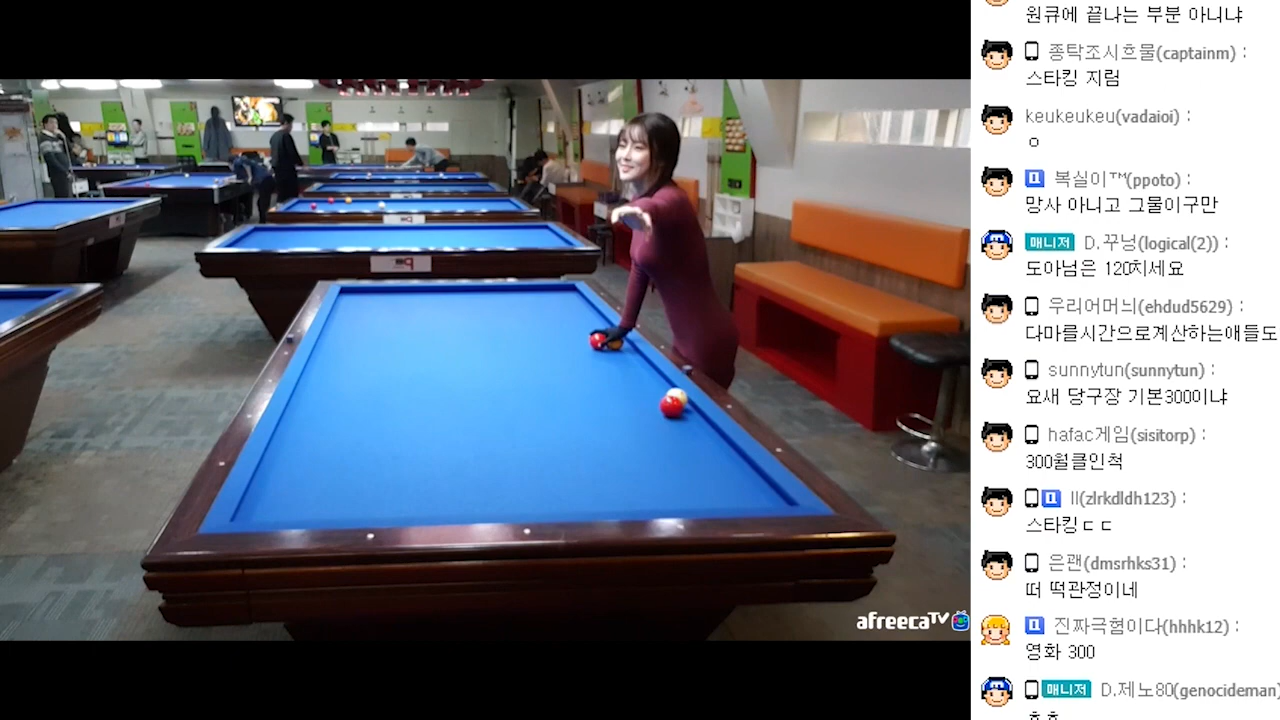 원큐에 끝나는 부분 아니냐
종탁조시흐물(captainm) :
스타킹 지림
keukeukeu(vadaioi) :
ㅇ
복실이™(ppoto) :
망사 아니고 그물이구만
매니저 D.꾸넝(logical(2)) :
도아님은 120치세요
우리어머늬(ehdud5629) :
다마를시간으로계산하는애들도
sunnytun(sunnytun) :
요새 당구장 기본300이냐
hafac게임(sisitorp) :
300월클인척
ll(zlrkdldh123) :
스타킹ㄷㄷ
은괜(dmsrhks31) :
떠 떡관정이네
진짜극혐이다(hhhk12) :
영화 300
매니저 D.제노80(genocideman)
afreecaTV